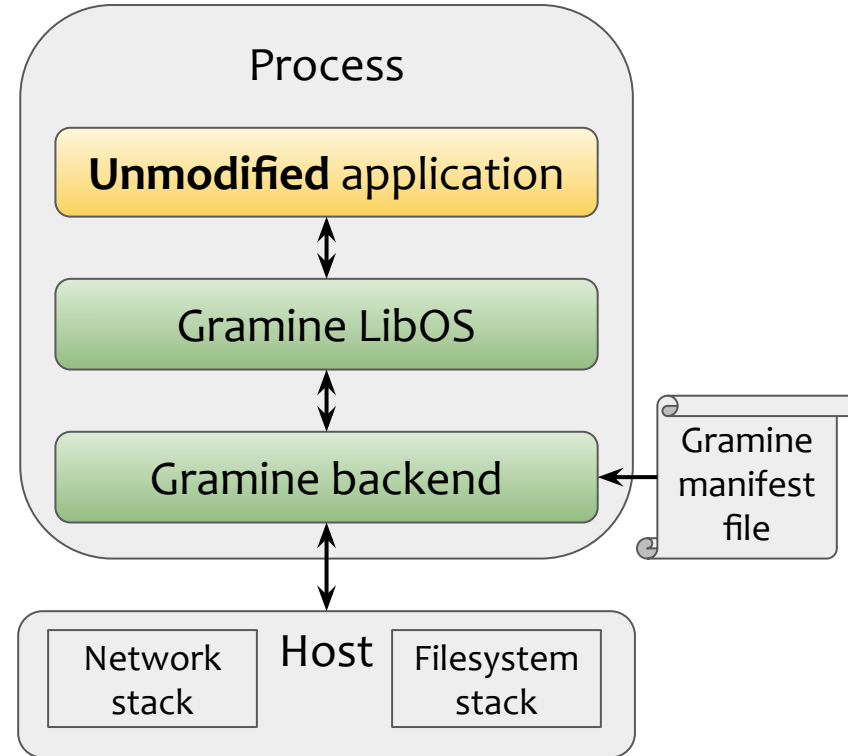 Process
Unmodified application
Gramine LibOS
Gramine backend
Gramine
manifest
file
Host
Network
stack
Filesystem
stack